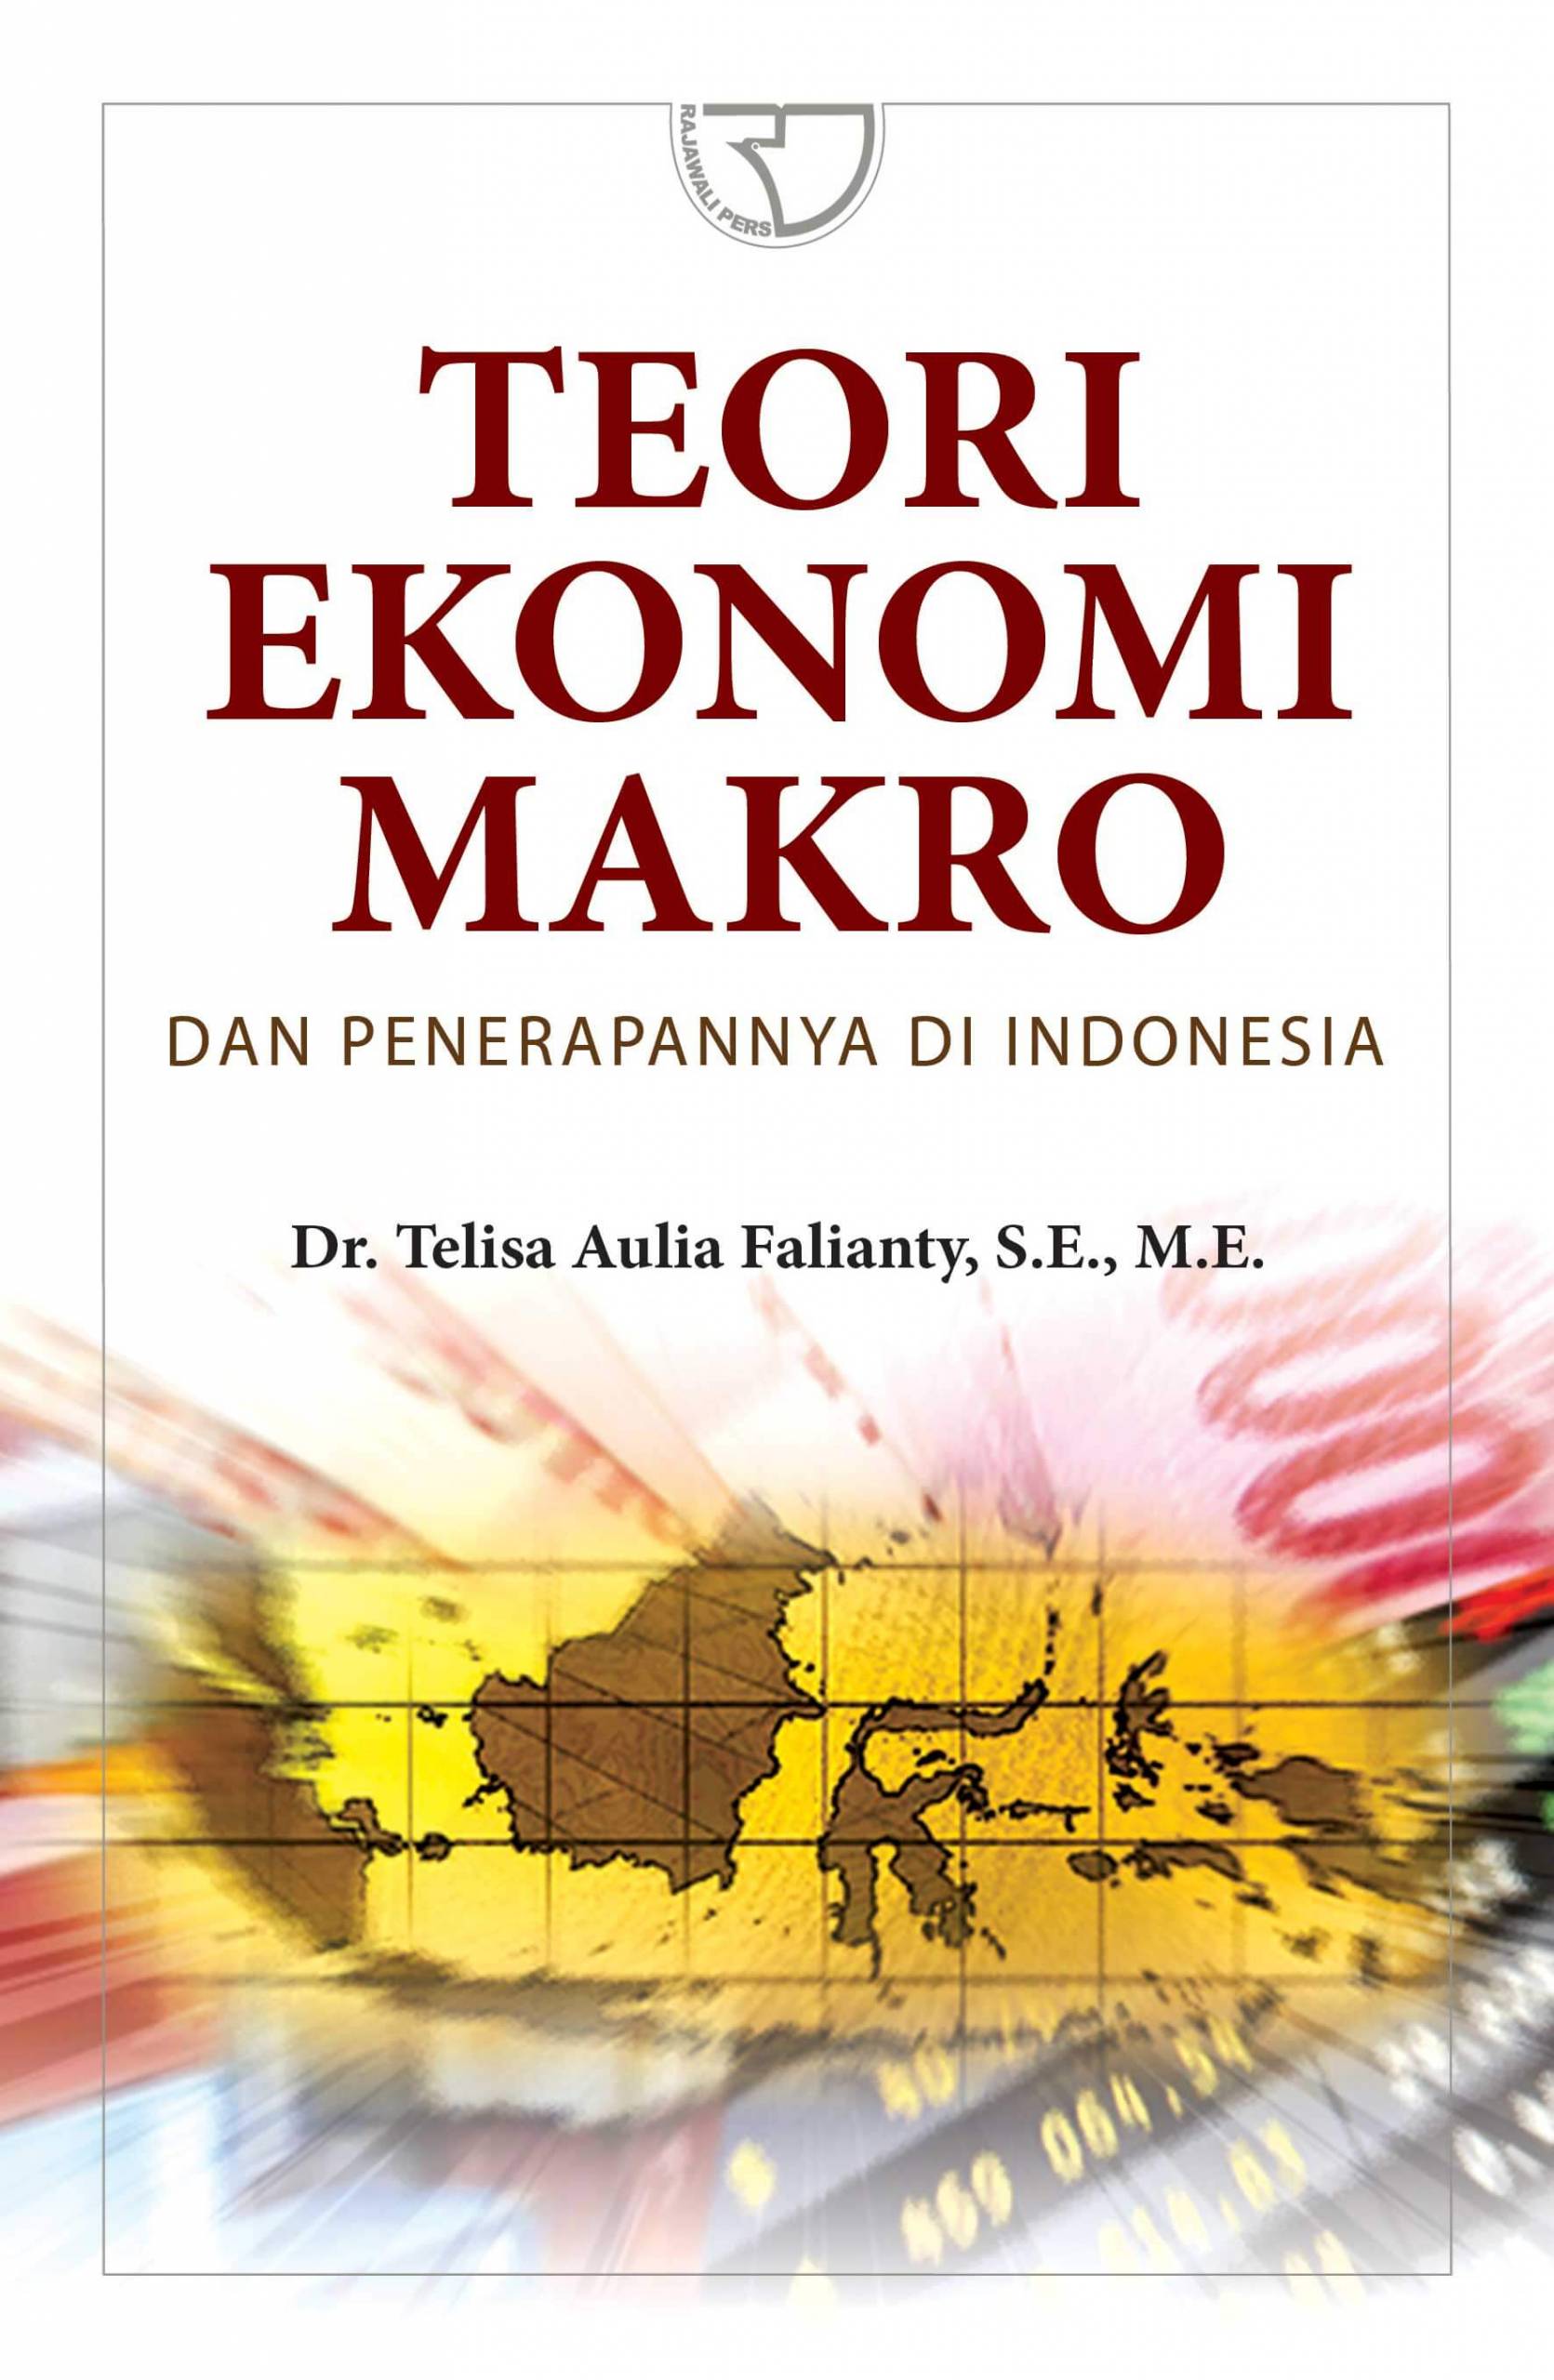 RAJAWALI PERS
TEORI
EKONOMI
MAKRO
DAN PENERAPANNYA DI INDONESIA
Dr. Telisa Aulia Falianty, S.E., M.E.